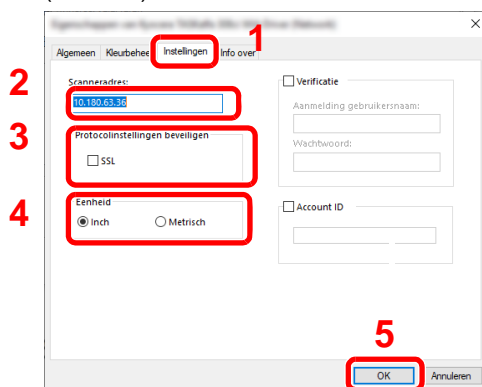 1
Algemeen Kleurbehee Instellingen Info over
2
Scanneradres:
10.180.63.36
3
Protocolinstellingen beveiligen
SSL
4
Eenheid
Inch Metrisch
Verificatie
Aanmelding gebruikersnaam:
Wachtwoord:
Account ID
5
OK Annuleren